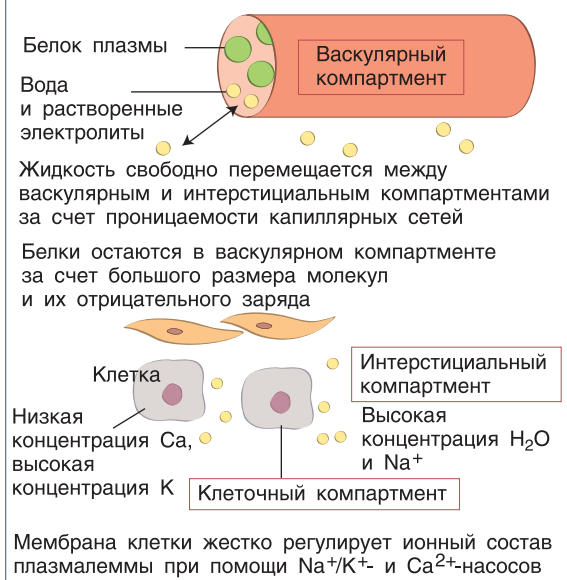 Белок плазмы
Васкулярный
компартмент
Вода
и растворенные
электролиты
Жидкость свободно перемещается между
васкулярным и интерстициальным компартментами
за счет проницаемости капиллярных сетей
Белки остаются в васкулярном компартменте
за счет большого размера молекул
и их отрицательного заряда
Клетка
Интерстициальный
компартмент
Низкая
концентрация Ca,
высокая
концентрация K
Высокая
концентрация H₂O
и Na⁺
Клеточный компартмент
Мембрана клетки жестко регулирует ионный состав
плазмалеммы при помощи Na⁺/K⁺- и Ca²⁺-насосов